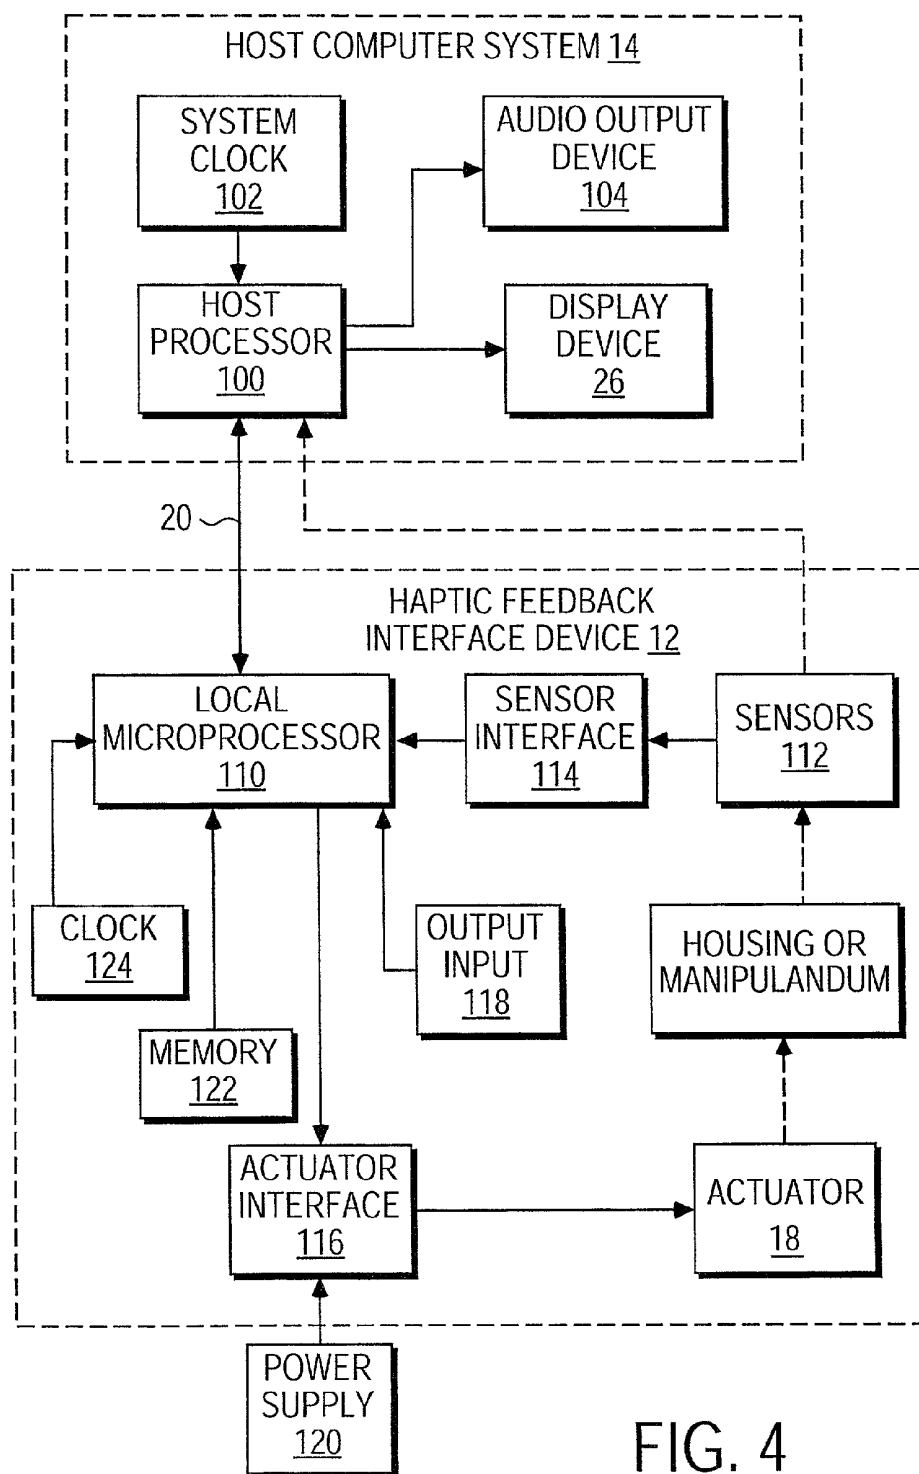 HOST COMPUTER SYSTEM 14
SYSTEM
CLOCK
102
AUDIO OUTPUT
DEVICE
104
HOST
PROCESSOR
100
DISPLAY
DEVICE
26
20
HAPTIC FEEDBACK
INTERFACE DEVICE 12
LOCAL
MICROPROCESSOR
110
SENSOR
INTERFACE
114
SENSORS
112
CLOCK
124
OUTPUT
INPUT
118
HOUSING OR
MANIPULANDUM
MEMORY
122
ACTUATOR
INTERFACE
116
ACTUATOR
18
POWER
SUPPLY
120
FIG. 4